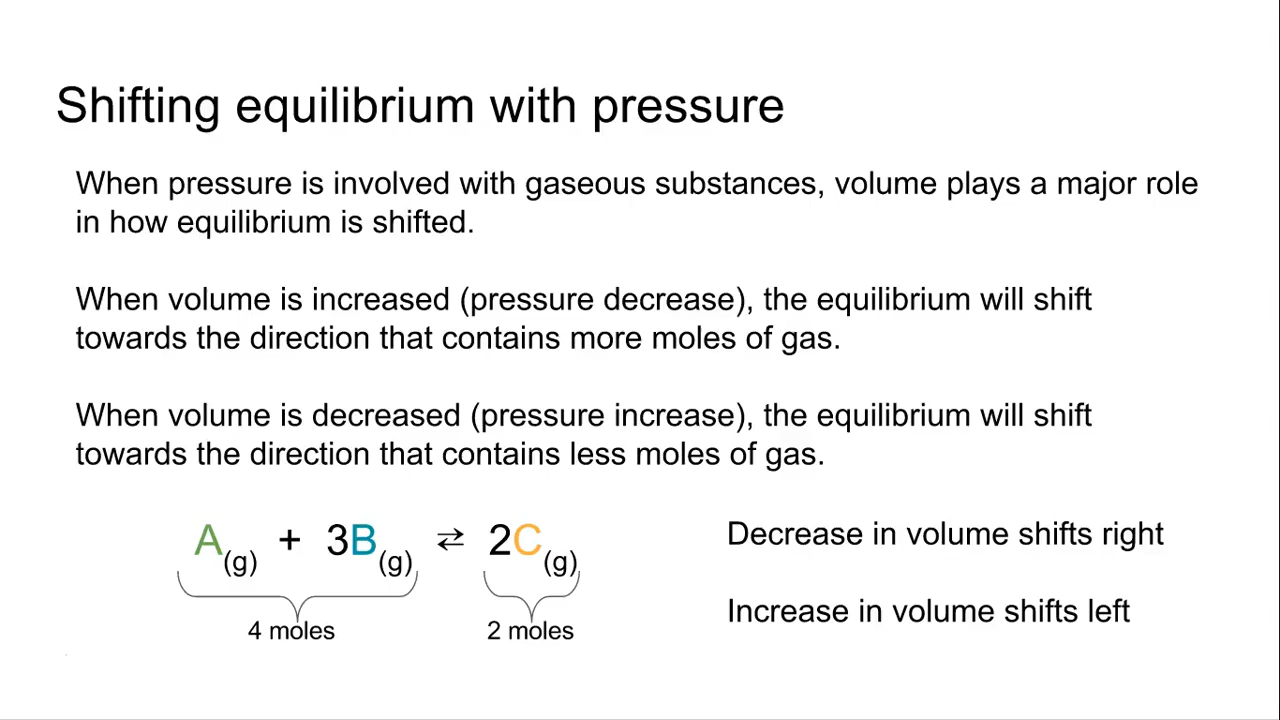 Shifting equilibrium with pressure
When pressure is involved with gaseous substances, volume plays a major role
in how equilibrium is shifted.
When volume is increased (pressure decrease), the equilibrium will shift
towards the direction that contains more moles of gas.
When volume is decreased (pressure increase), the equilibrium will shift
towards the direction that contains less moles of gas.
A(g) + 3B(g) ⇄ 2C(g)
4 moles 2 moles
Decrease in volume shifts right
Increase in volume shifts left